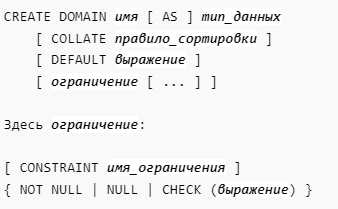 CREATE DOMAIN имя [ AS ] тип_данных
[ COLLATE правило_сортировки ]
[ DEFAULT выражение ]
[ ограничение [ ... ] ]
Здесь ограничение:
[ CONSTRAINT имя_ограничения ]
{ NOT NULL | NULL | CHECK (выражение) }